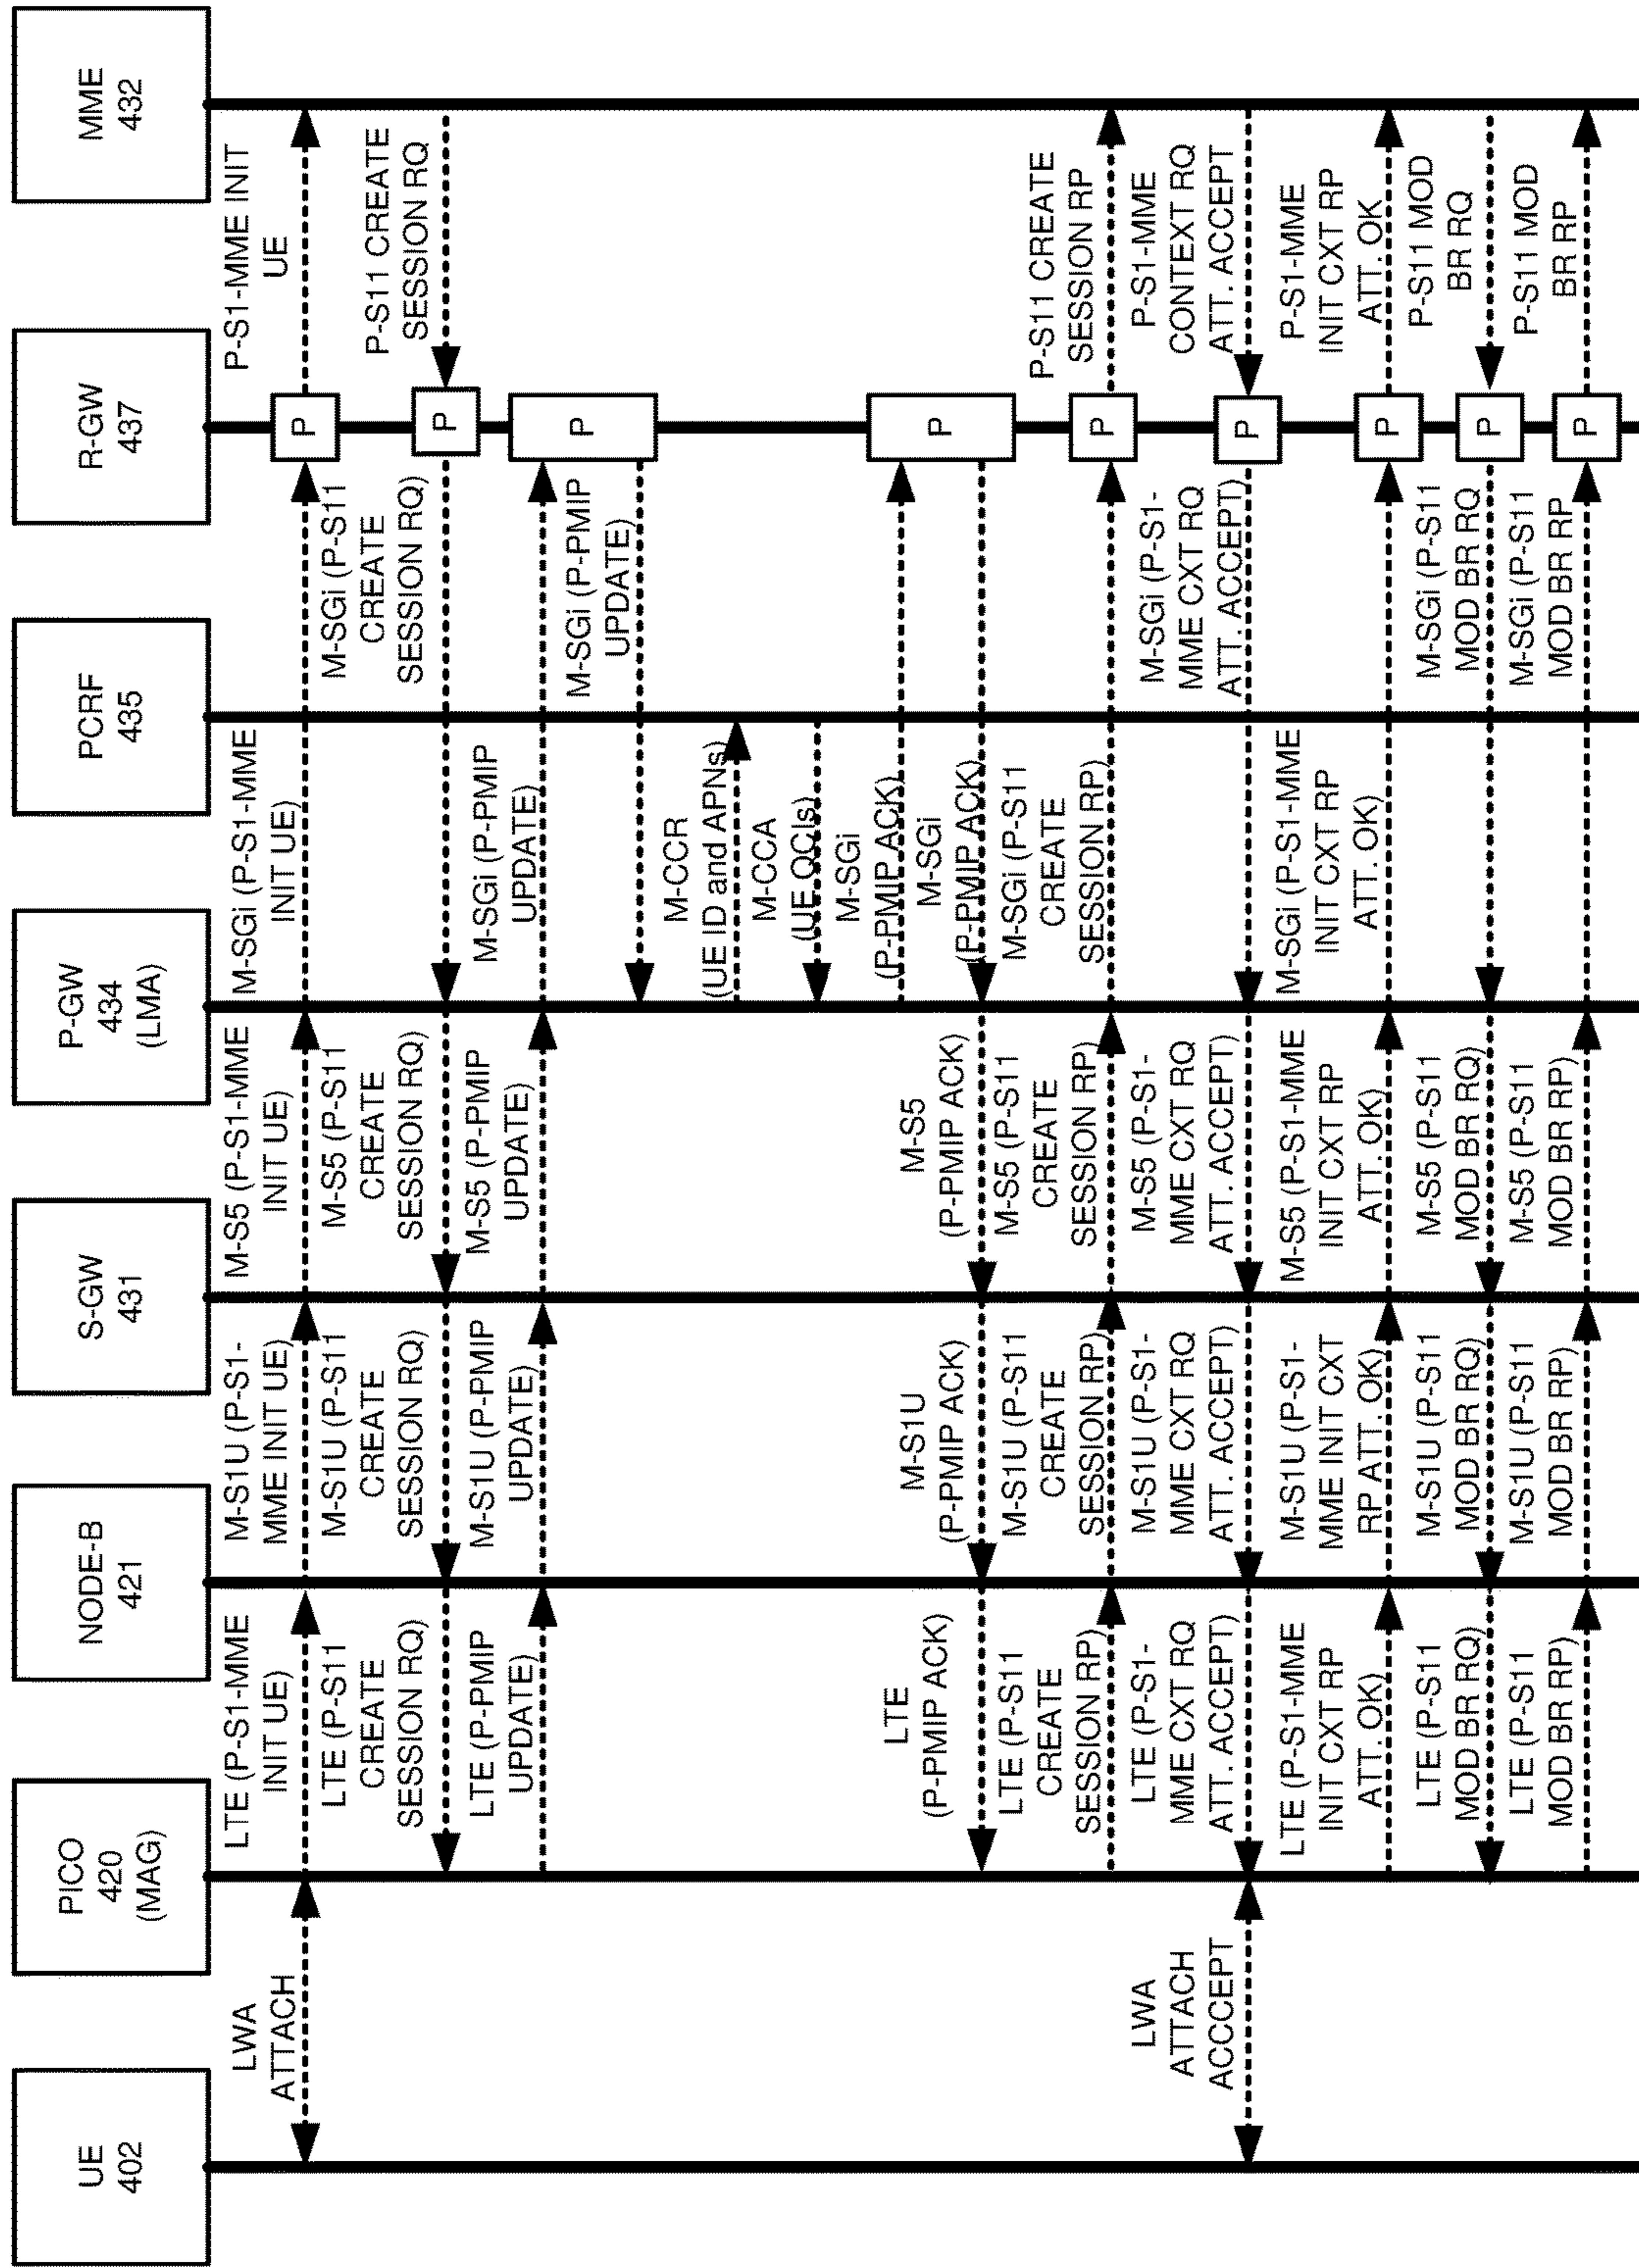 UE
402
PICO
420
(MAG)
NODE-B
421
S-GW
431
P-GW
434
(LMA)
PCRF
435
R-GW
437
MME
432
LWA
ATTACH
LTE (P-S1-MME
INIT UE)
M-S1U (P-S1-
MME INIT UE)
M-S5 (P-S1-MME
INIT UE)
M-SGi (P-S1-MME
INIT UE)
P
P-S1-MME INIT
UE
LTE (P-S11
CREATE
SESSION RQ)
M-S1U (P-S11
CREATE
SESSION RQ)
M-S5 (P-S11
CREATE
SESSION RQ)
M-SGi (P-S11
CREATE
SESSION RQ)
P
P-S11 CREATE
SESSION RQ
LTE (P-PMIP
UPDATE)
M-S1U (P-PMIP
UPDATE)
M-S5 (P-PMIP
UPDATE)
M-SGi (P-PMIP
UPDATE)
P
M-SGi (P-PMIP
UPDATE)
M-CCR
(UE ID and APNs)
M-CCA
(UE QCIs)
M-SGi
(P-PMIP ACK)
P
LTE
(P-PMIP ACK)
M-S1U
(P-PMIP ACK)
M-S5
(P-PMIP ACK)
M-SGi
(P-PMIP ACK)
LTE (P-S11
CREATE
SESSION RP)
M-S1U (P-S11
CREATE
SESSION RP)
M-S5 (P-S11
CREATE
SESSION RP)
M-SGi (P-S11
CREATE
SESSION RP)
P
P-S11 CREATE
SESSION RP
LWA
ATTACH
ACCCEPT
LTE (P-S1-
MME CXT RQ
ATT. ACCEPT)
M-S1U (P-S1-
MME CXT RQ
ATT. ACCEPT)
M-S5 (P-S1-
MME CXT RQ
ATT. ACCEPT)
M-SGi (P-S1-
MME CXT RQ
ATT. ACCEPT)
P
P-S1-MME
CONTEXT RQ
ATT. ACCEPT
LTE (P-S1-MME
INIT CXT RP
ATT. OK)
M-S1U (P-S1-
MME INIT CXT
RP ATT. OK)
M-S5 (P-S1-MME
INIT CXT RP
ATT. OK)
M-SGi (P-S1-MME
INIT CXT RP
ATT. OK)
P
P-S1-MME
INIT CXT RP
ATT. OK
LTE (P-S11
MOD BR RQ)
M-S1U (P-S11
MOD BR RQ)
M-S5 (P-S11
MOD BR RQ)
M-SGi (P-S11
MOD BR RQ
P
P-S11 MOD
BR RQ
LTE (P-S11
MOD BR RP)
M-S1U (P-S11
MOD BR RP)
M-S5 (P-S11
MOD BR RP)
M-SGi (P-S11
MOD BR RP
P
P-S11 MOD
BR RP